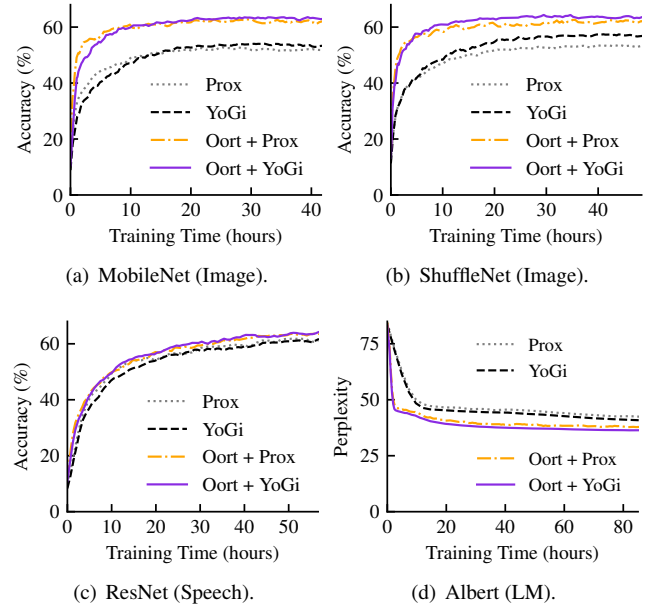 60
40
20
0
Accuracy (%)
Prox
YoGi
Oort + Prox
Oort + YoGi
0 10 20 30 40
Training Time (hours)
(a) MobileNet (Image).
60
40
20
0
Accuracy (%)
Prox
YoGi
Oort + Prox
Oort + YoGi
0 10 20 30 40
Training Time (hours)
(b) ShuffleNet (Image).
60
40
20
0
Accuracy (%)
Prox
YoGi
Oort + Prox
Oort + YoGi
0 10 20 30 40 50
Training Time (hours)
(c) ResNet (Speech).
75
50
25
0
Perplexity
Prox
YoGi
Oort + Prox
Oort + YoGi
0 20 40 60 80
Training Time (hours)
(d) Albert (LM).